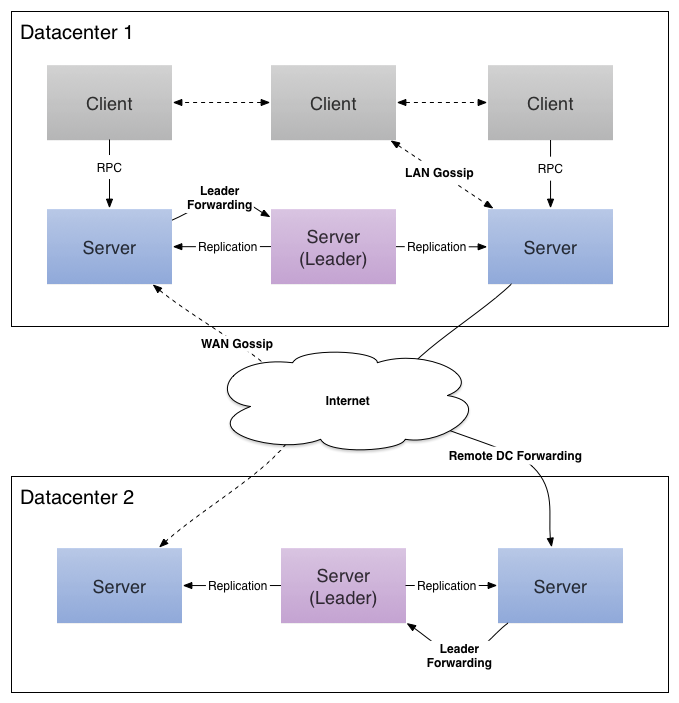 Datacenter 1
Client
Client
Client
RPC
LAN Gossip
RPC
Leader
Forwarding
Server
Replication
Server
(Leader)
Replication
Server
WAN Gossip
Internet
Remote DC Forwarding
Datacenter 2
Server
Replication
Server
(Leader)
Replication
Server
Leader
Forwarding